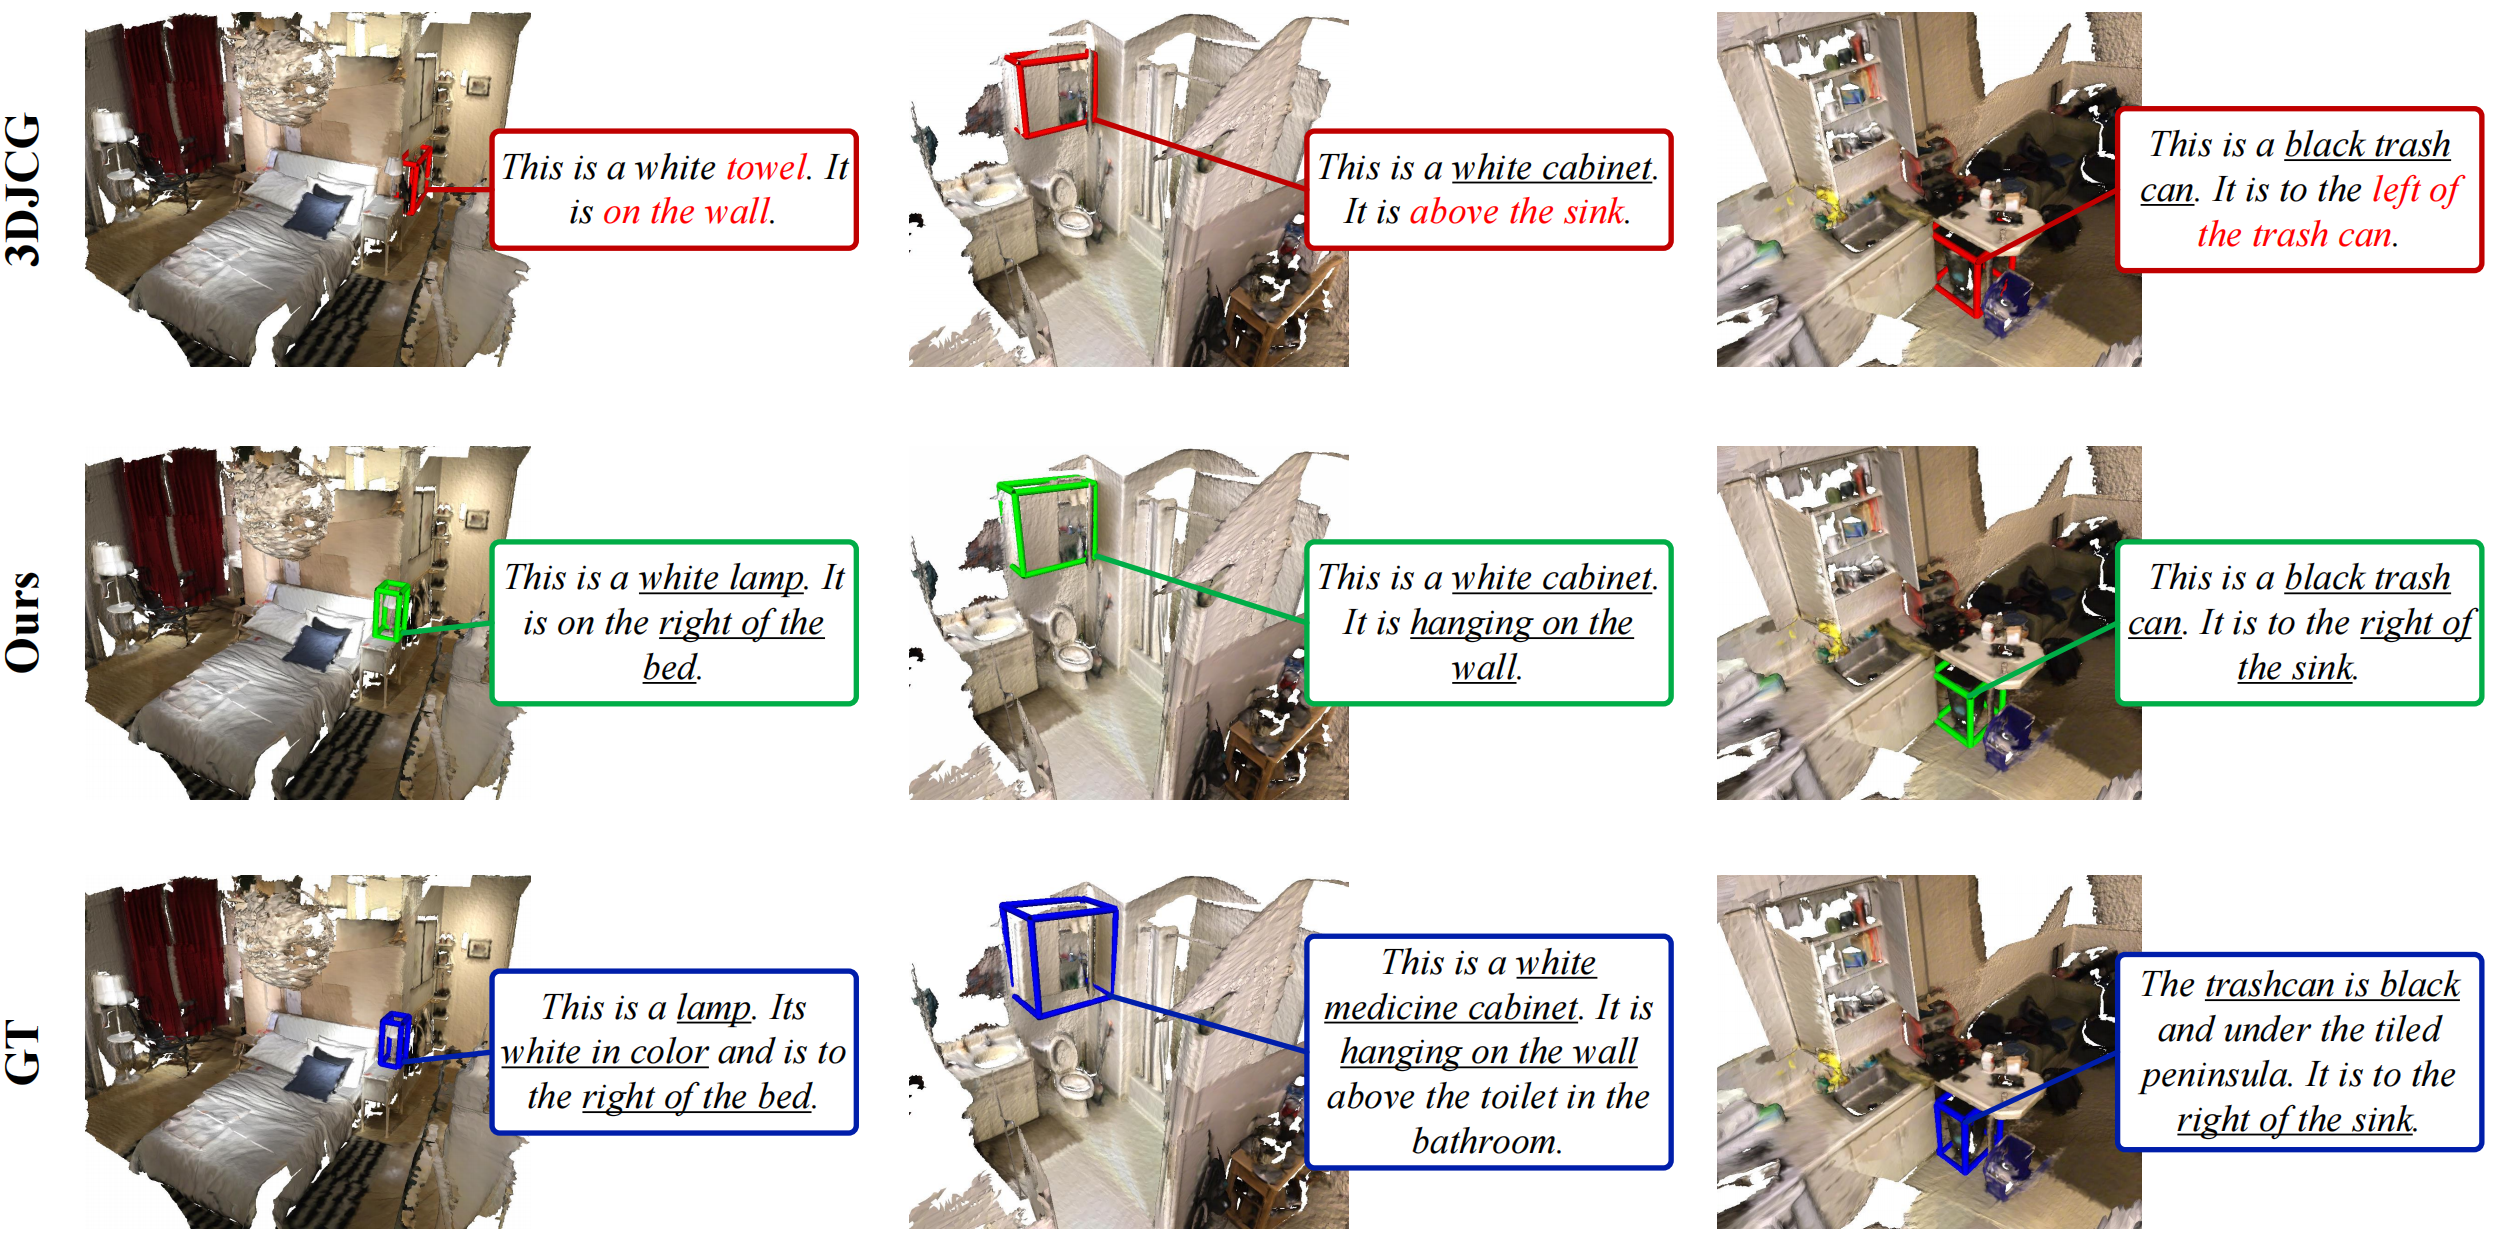 3DJCG
This is a white towel. It
is on the wall.
This is a white cabinet.
It is above the sink.
This is a black trash
can. It is to the left of
the trash can.
Ours
This is a white lamp. It
is on the right of the
bed.
This is a white cabinet.
It is hanging on the
wall.
This is a black trash
can. It is to the right of
the sink.
GT
This is a lamp. Its
white in color and is to
the right of the bed.
This is a white
medicine cabinet. It is
hanging on the wall
above the toilet in the
bathroom.
The trashcan is black
and under the tiled
peninsula. It is to the
right of the sink.